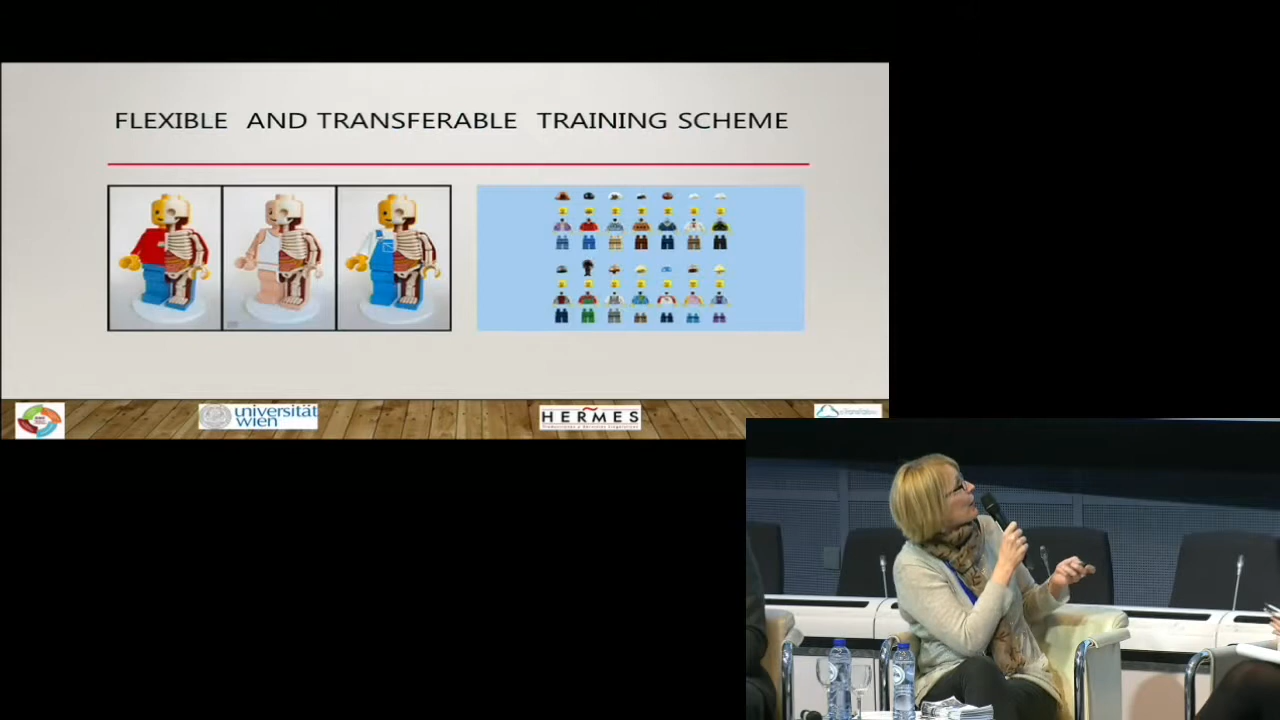 FLEXIBLE AND TRANSFERABLE TRAINING SCHEME
universität
wien
HERMES